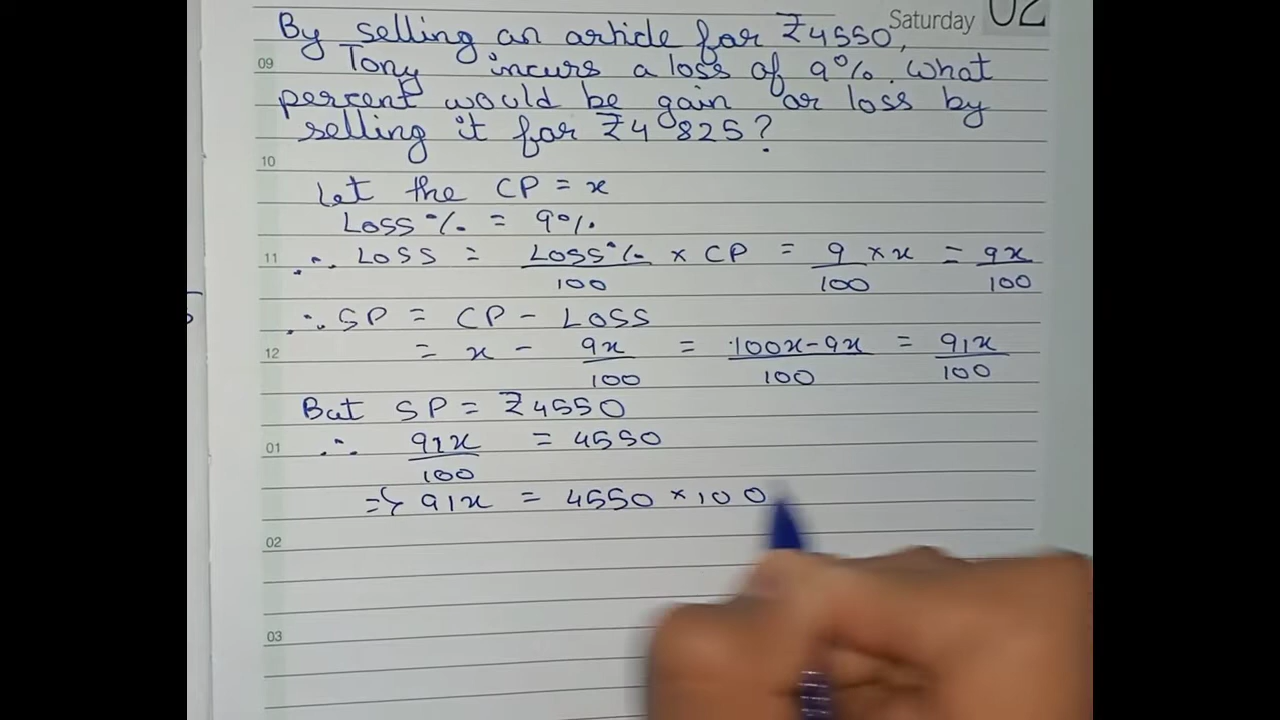 Saturday 02
By selling an article for ₹4550,
09 Tony incurs a loss of 9%. What
percent would be gain or loss by
selling it for ₹4825?
10
Let the CP = x
Loss% = 9%
11 ∴ LOSS = Loss%/100 × CP = 9/100 × x = 9x/100
∴ SP = CP - LOSS
12 = x - 9x/100 = 100x-9x/100 = 91x/100
But SP = ₹4550
01 ∴ 91x/100 = 4550
=> 91x = 4550 × 100
02
03